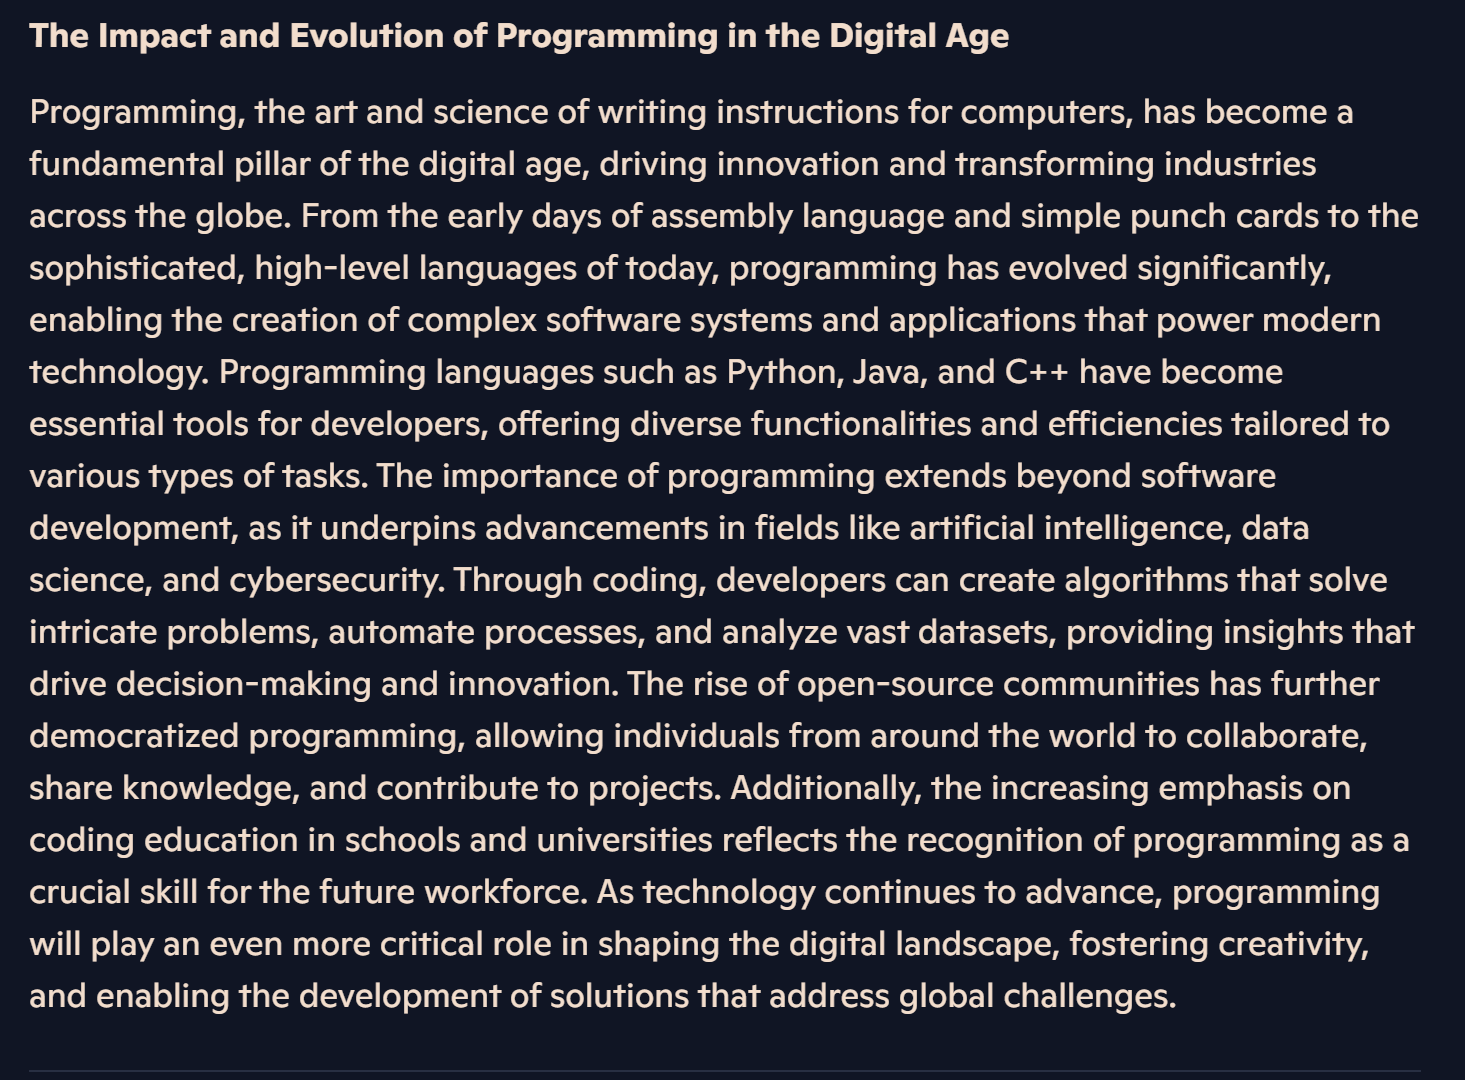 The Impact and Evolution of Programming in the Digital Age
Programming, the art and science of writing instructions for computers, has become a
fundamental pillar of the digital age, driving innovation and transforming industries
across the globe. From the early days of assembly language and simple punch cards to the
sophisticated, high-level languages of today, programming has evolved significantly,
enabling the creation of complex software systems and applications that power modern
technology. Programming languages such as Python, Java, and C++ have become
essential tools for developers, offering diverse functionalities and efficiencies tailored to
various types of tasks. The importance of programming extends beyond software
development, as it underpins advancements in fields like artificial intelligence, data
science, and cybersecurity. Through coding, developers can create algorithms that solve
intricate problems, automate processes, and analyze vast datasets, providing insights that
drive decision-making and innovation. The rise of open-source communities has further
democratized programming, allowing individuals from around the world to collaborate,
share knowledge, and contribute to projects. Additionally, the increasing emphasis on
coding education in schools and universities reflects the recognition of programming as a
crucial skill for the future workforce. As technology continues to advance, programming
will play an even more critical role in shaping the digital landscape, fostering creativity,
and enabling the development of solutions that address global challenges.